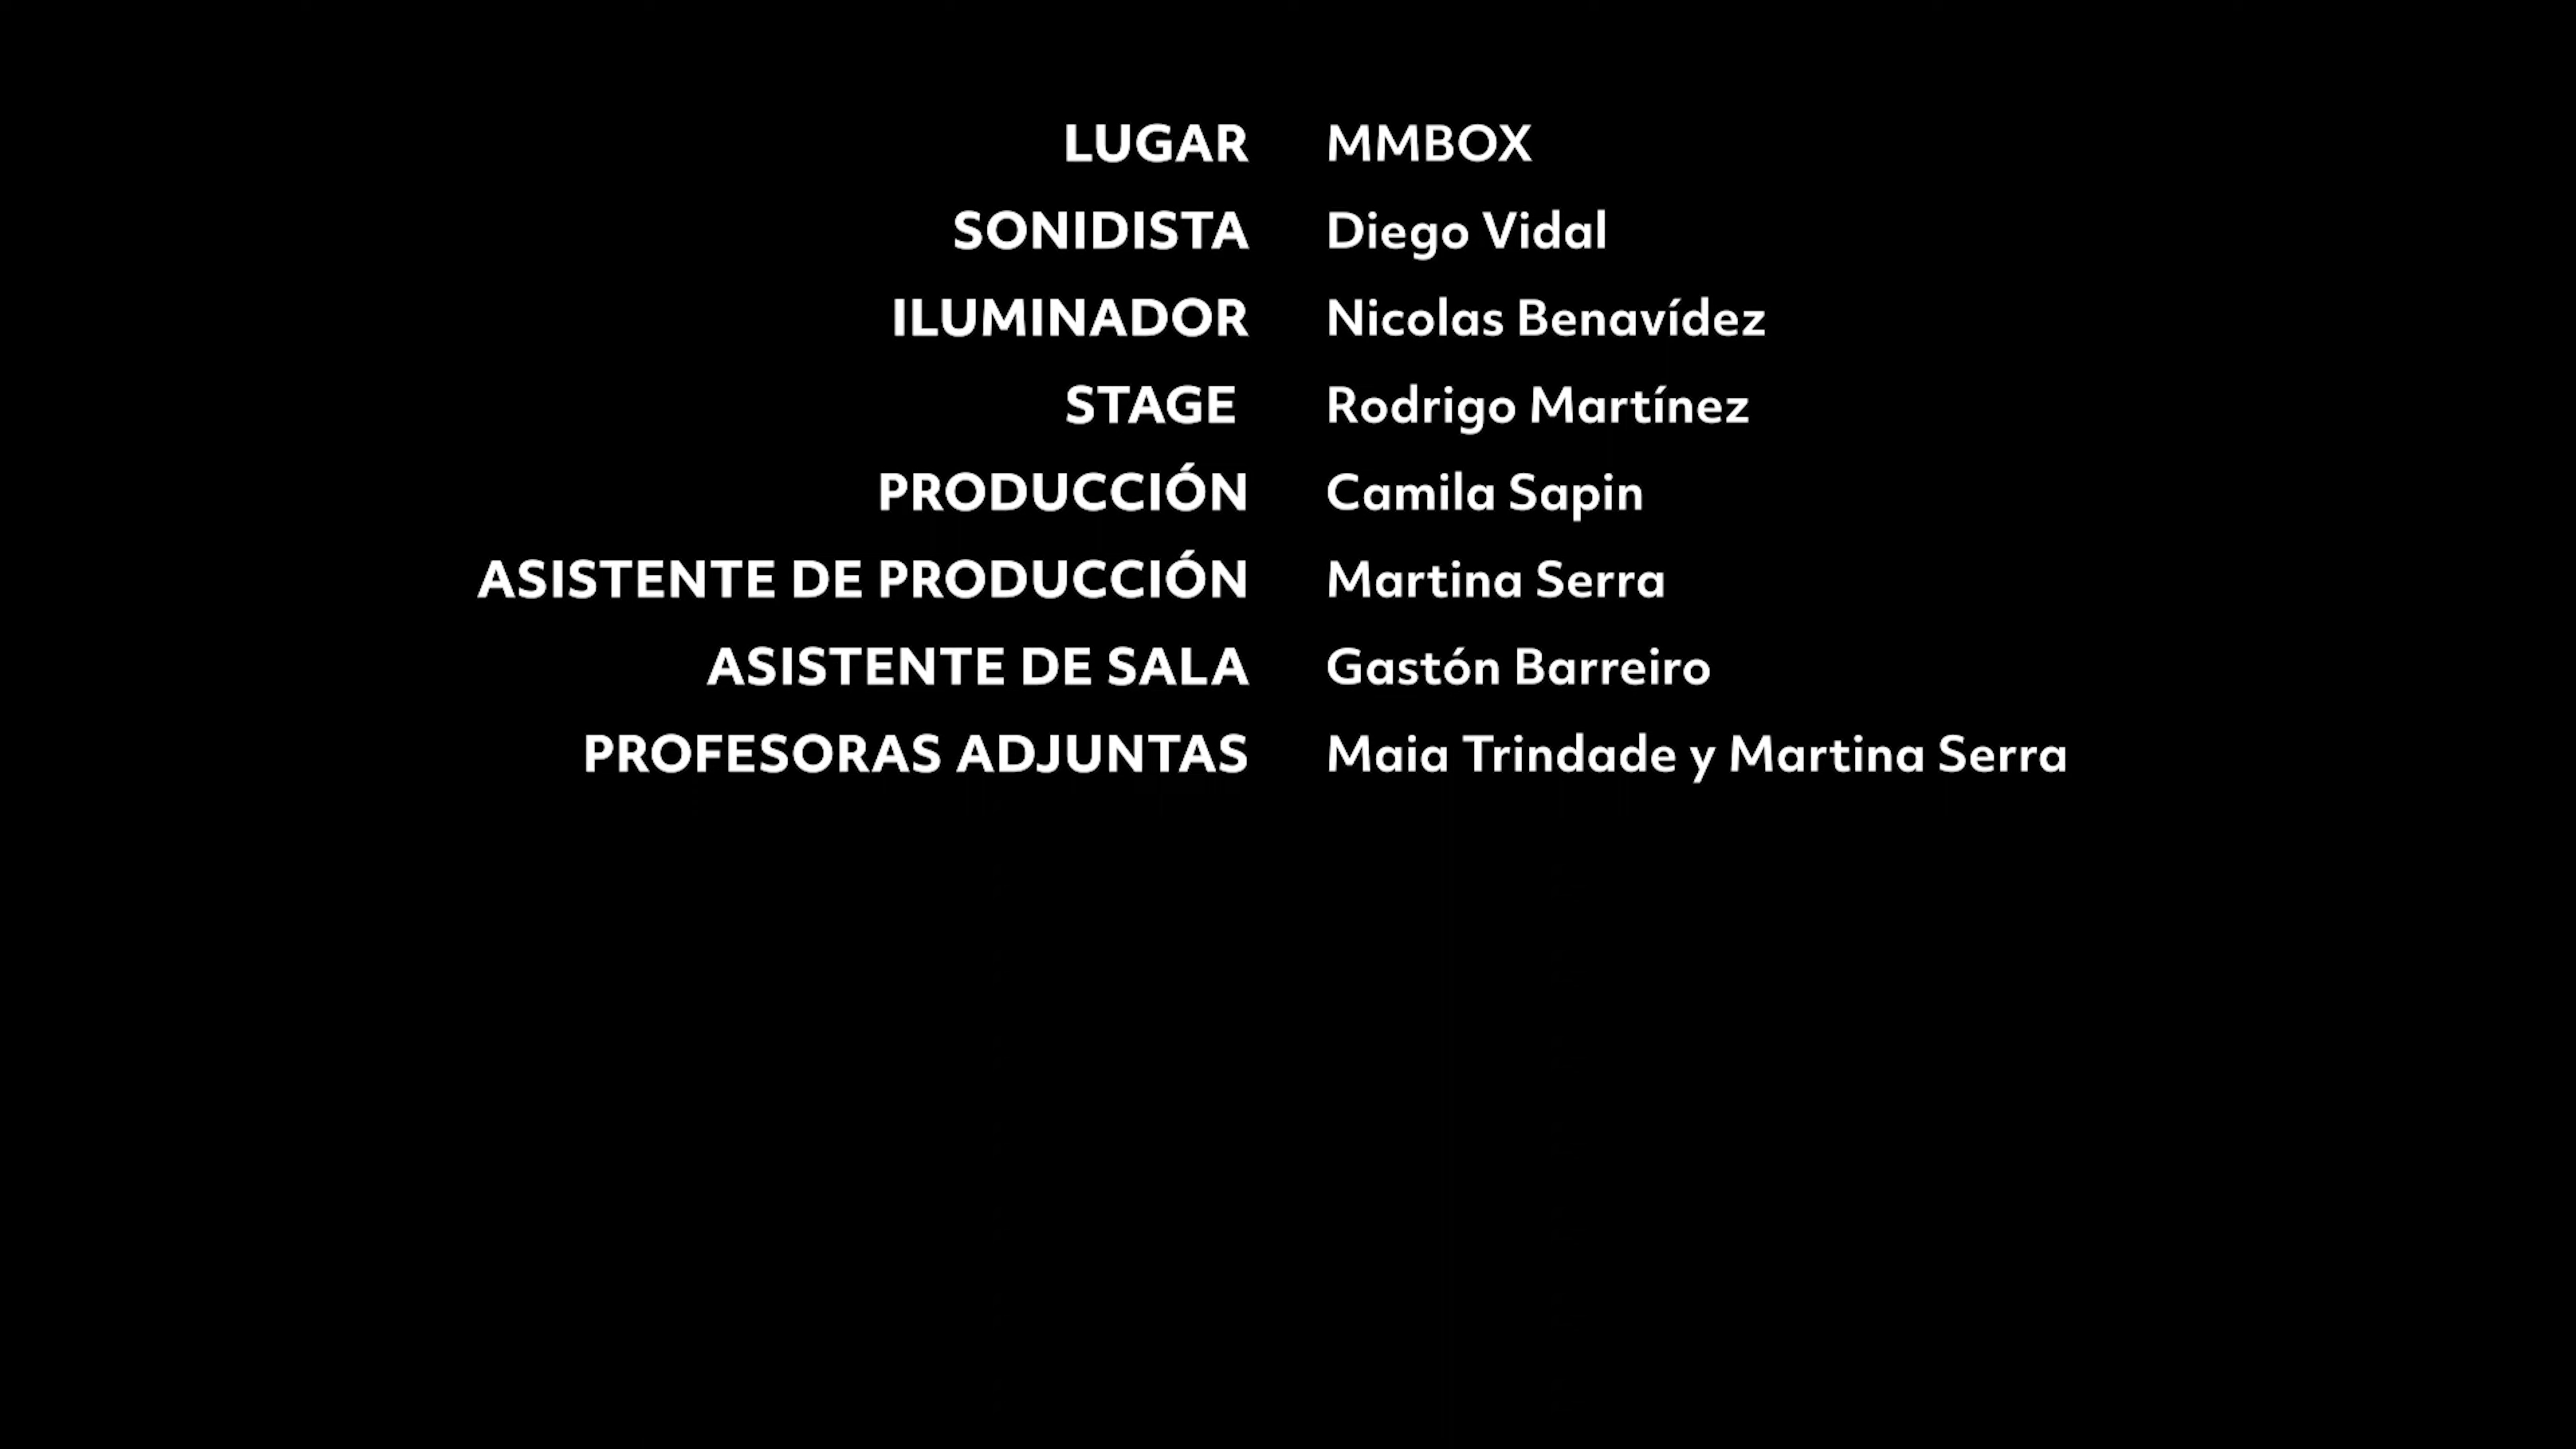 LUGAR MMBOX
SONIDISTA Diego Vidal
ILUMINADOR Nicolas Benavídez
STAGE Rodrigo Martínez
PRODUCCIÓN Camila Sapin
ASISTENTE DE PRODUCCIÓN Martina Serra
ASISTENTE DE SALA Gastón Barreiro
PROFESORAS ADJUNTAS Maia Trindade y Martina Serra